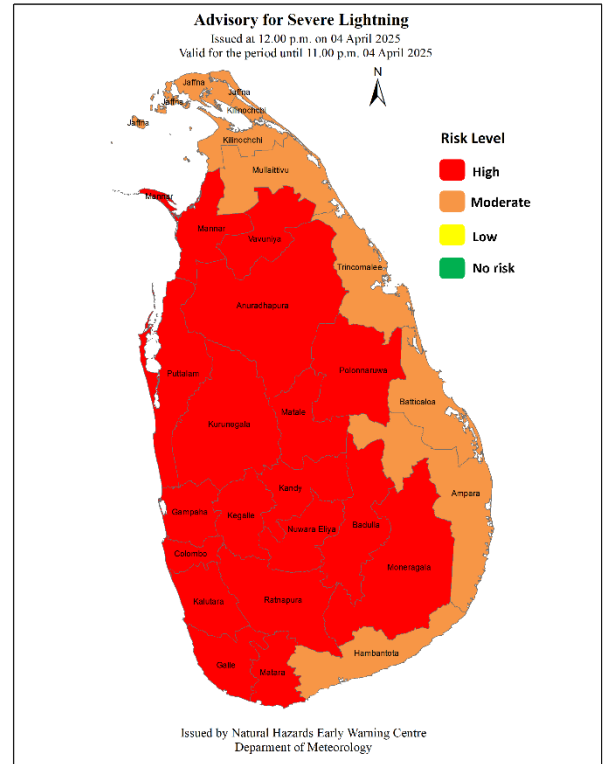 Advisory for Severe Lightning
Issued at 12.00 p.m. on 04 April 2025
Valid for the period until 11.00 p.m. 04 April 2025
N
Jaffna
Jaffna
Jaffna
Kilinochchi
Jaffna
Kilinochchi
Mullaittivu
Risk Level
High
Moderate
Low
No risk
Mannar
Mannar
Vavuniya
Trincomalee
Anuradhapura
Puttalam
Polonnaruwa
Batticaloa
Kurunegala
Matale
Ampara
Kandy
Gampaha
Kegalle
Nuwara Eliya
Badulla
Colombo
Moneragala
Kalutara
Ratnapura
Hambantota
Galle
Matara
Issued by Natural Hazards Early Warning Centre
Deparment of Meteorology